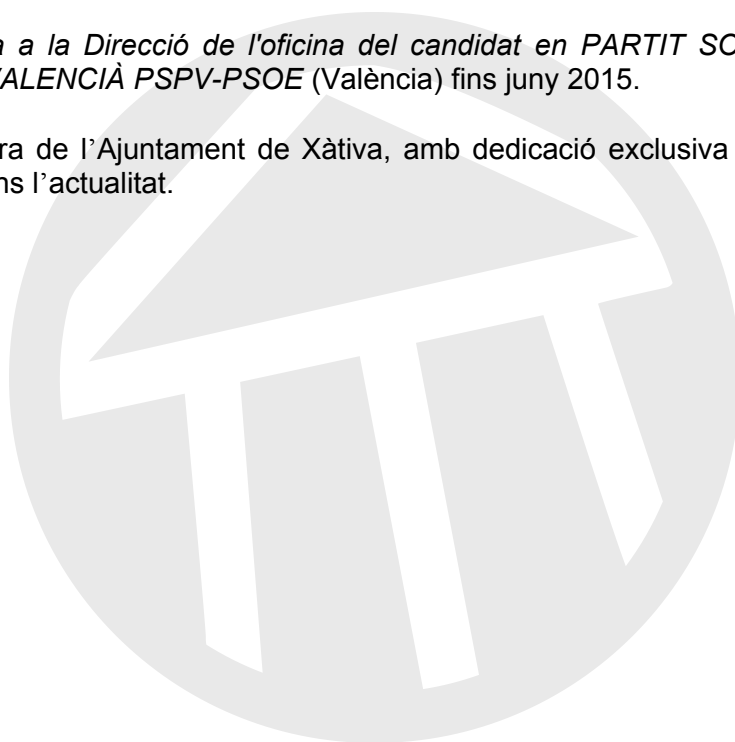 a a la Direcció de l'oficina del candidat en PARTIT SO
VALENCIÀ PSPV-PSOE (València) fins juny 2015.
ra de l’Ajuntament de Xàtiva, amb dedicació exclusiva
ns l’actualitat.